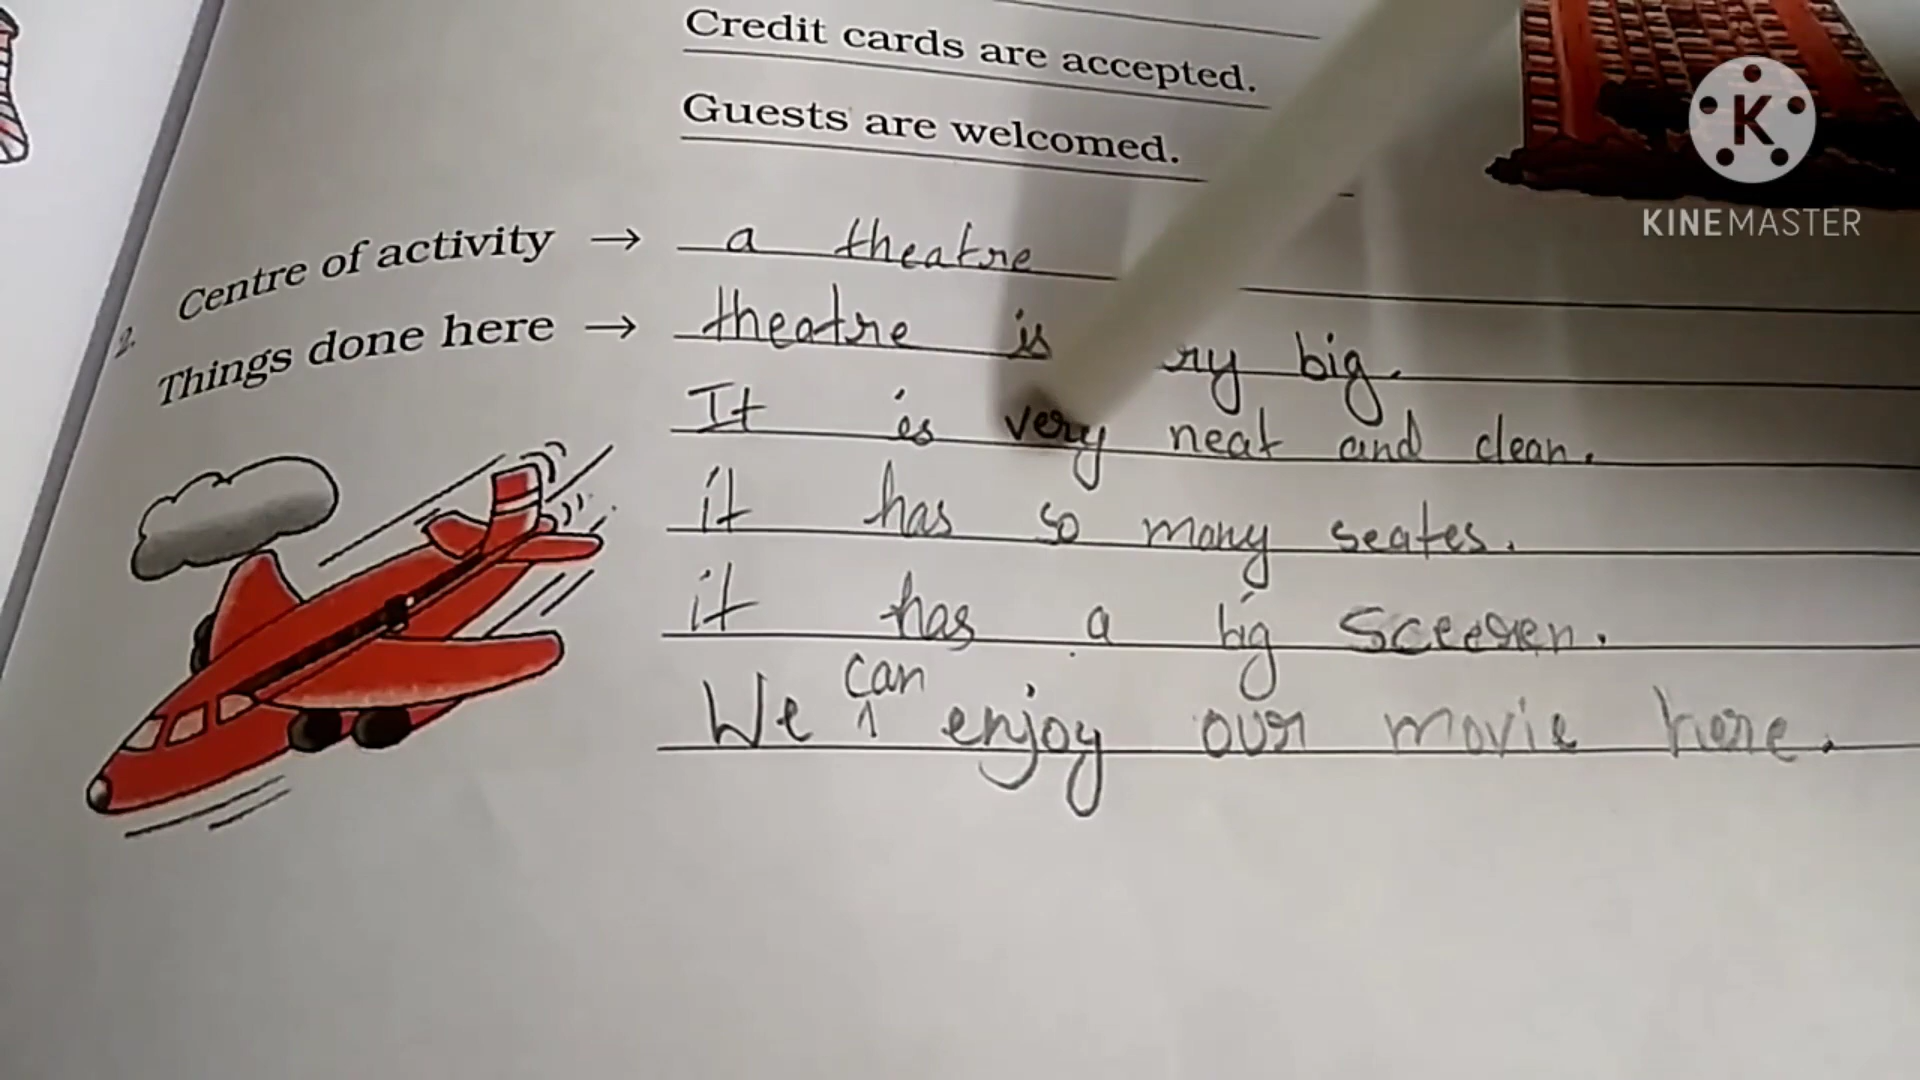 Credit cards are accepted.
Guests are welcomed.
KINEMASTER
2. Centre of activity → a theatre
Things done here → theatre is ry big.
It is very neat and clean.
it has so many seates.
it has a big sceeren.
We can enjoy our movie here.